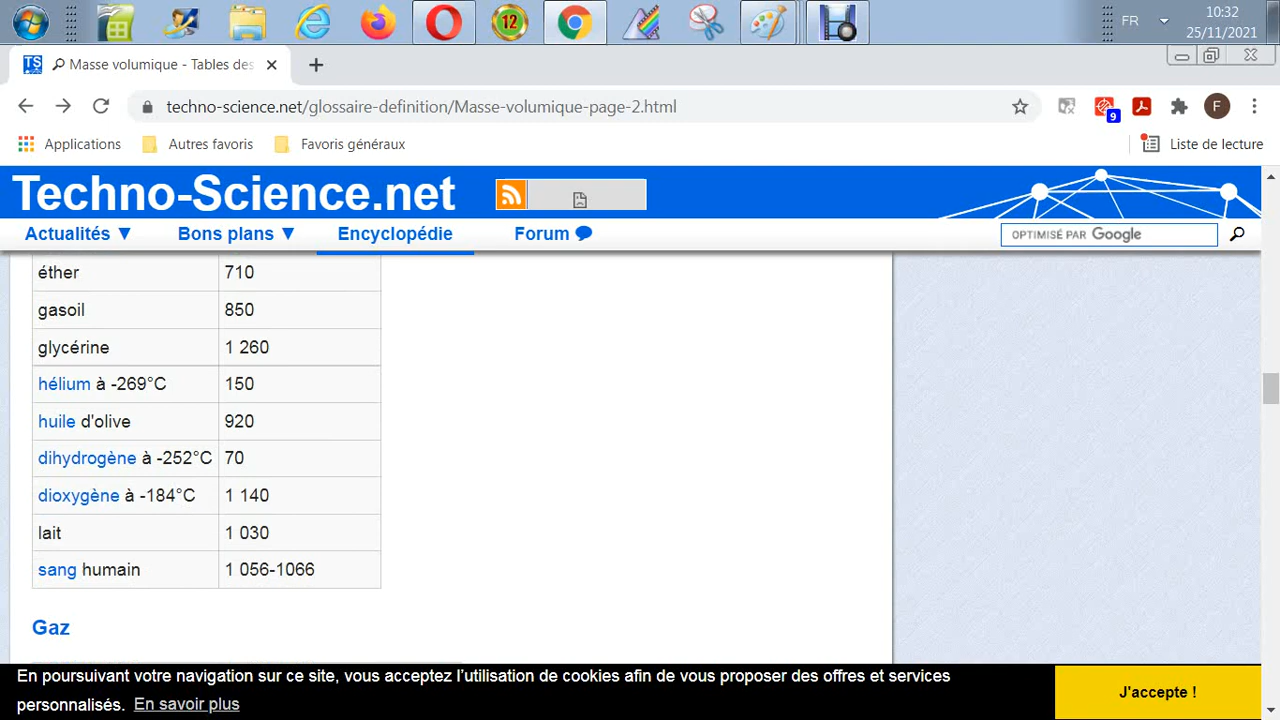 12
FR
10:32
25/11/2021
TS
Masse volumique - Tables des
techno-science.net/glossaire-definition/Masse-volumique-page-2.html
9
F
Applications
Autres favoris
Favoris généraux
Liste de lecture
Techno-Science.net
Actualités ▼
Bons plans ▼
Encyclopédie
Forum
OPTIMISÉ PAR Google
éther 710
gasoil 850
glycérine 1 260
hélium à -269°C 150
huile d'olive 920
dihydrogène à -252°C 70
dioxygène à -184°C 1 140
lait 1 030
sang humain 1 056-1066
Gaz
En poursuivant votre navigation sur ce site, vous acceptez l’utilisation de cookies afin de vous proposer des offres et services
personnalisés. En savoir plus
J'accepte !